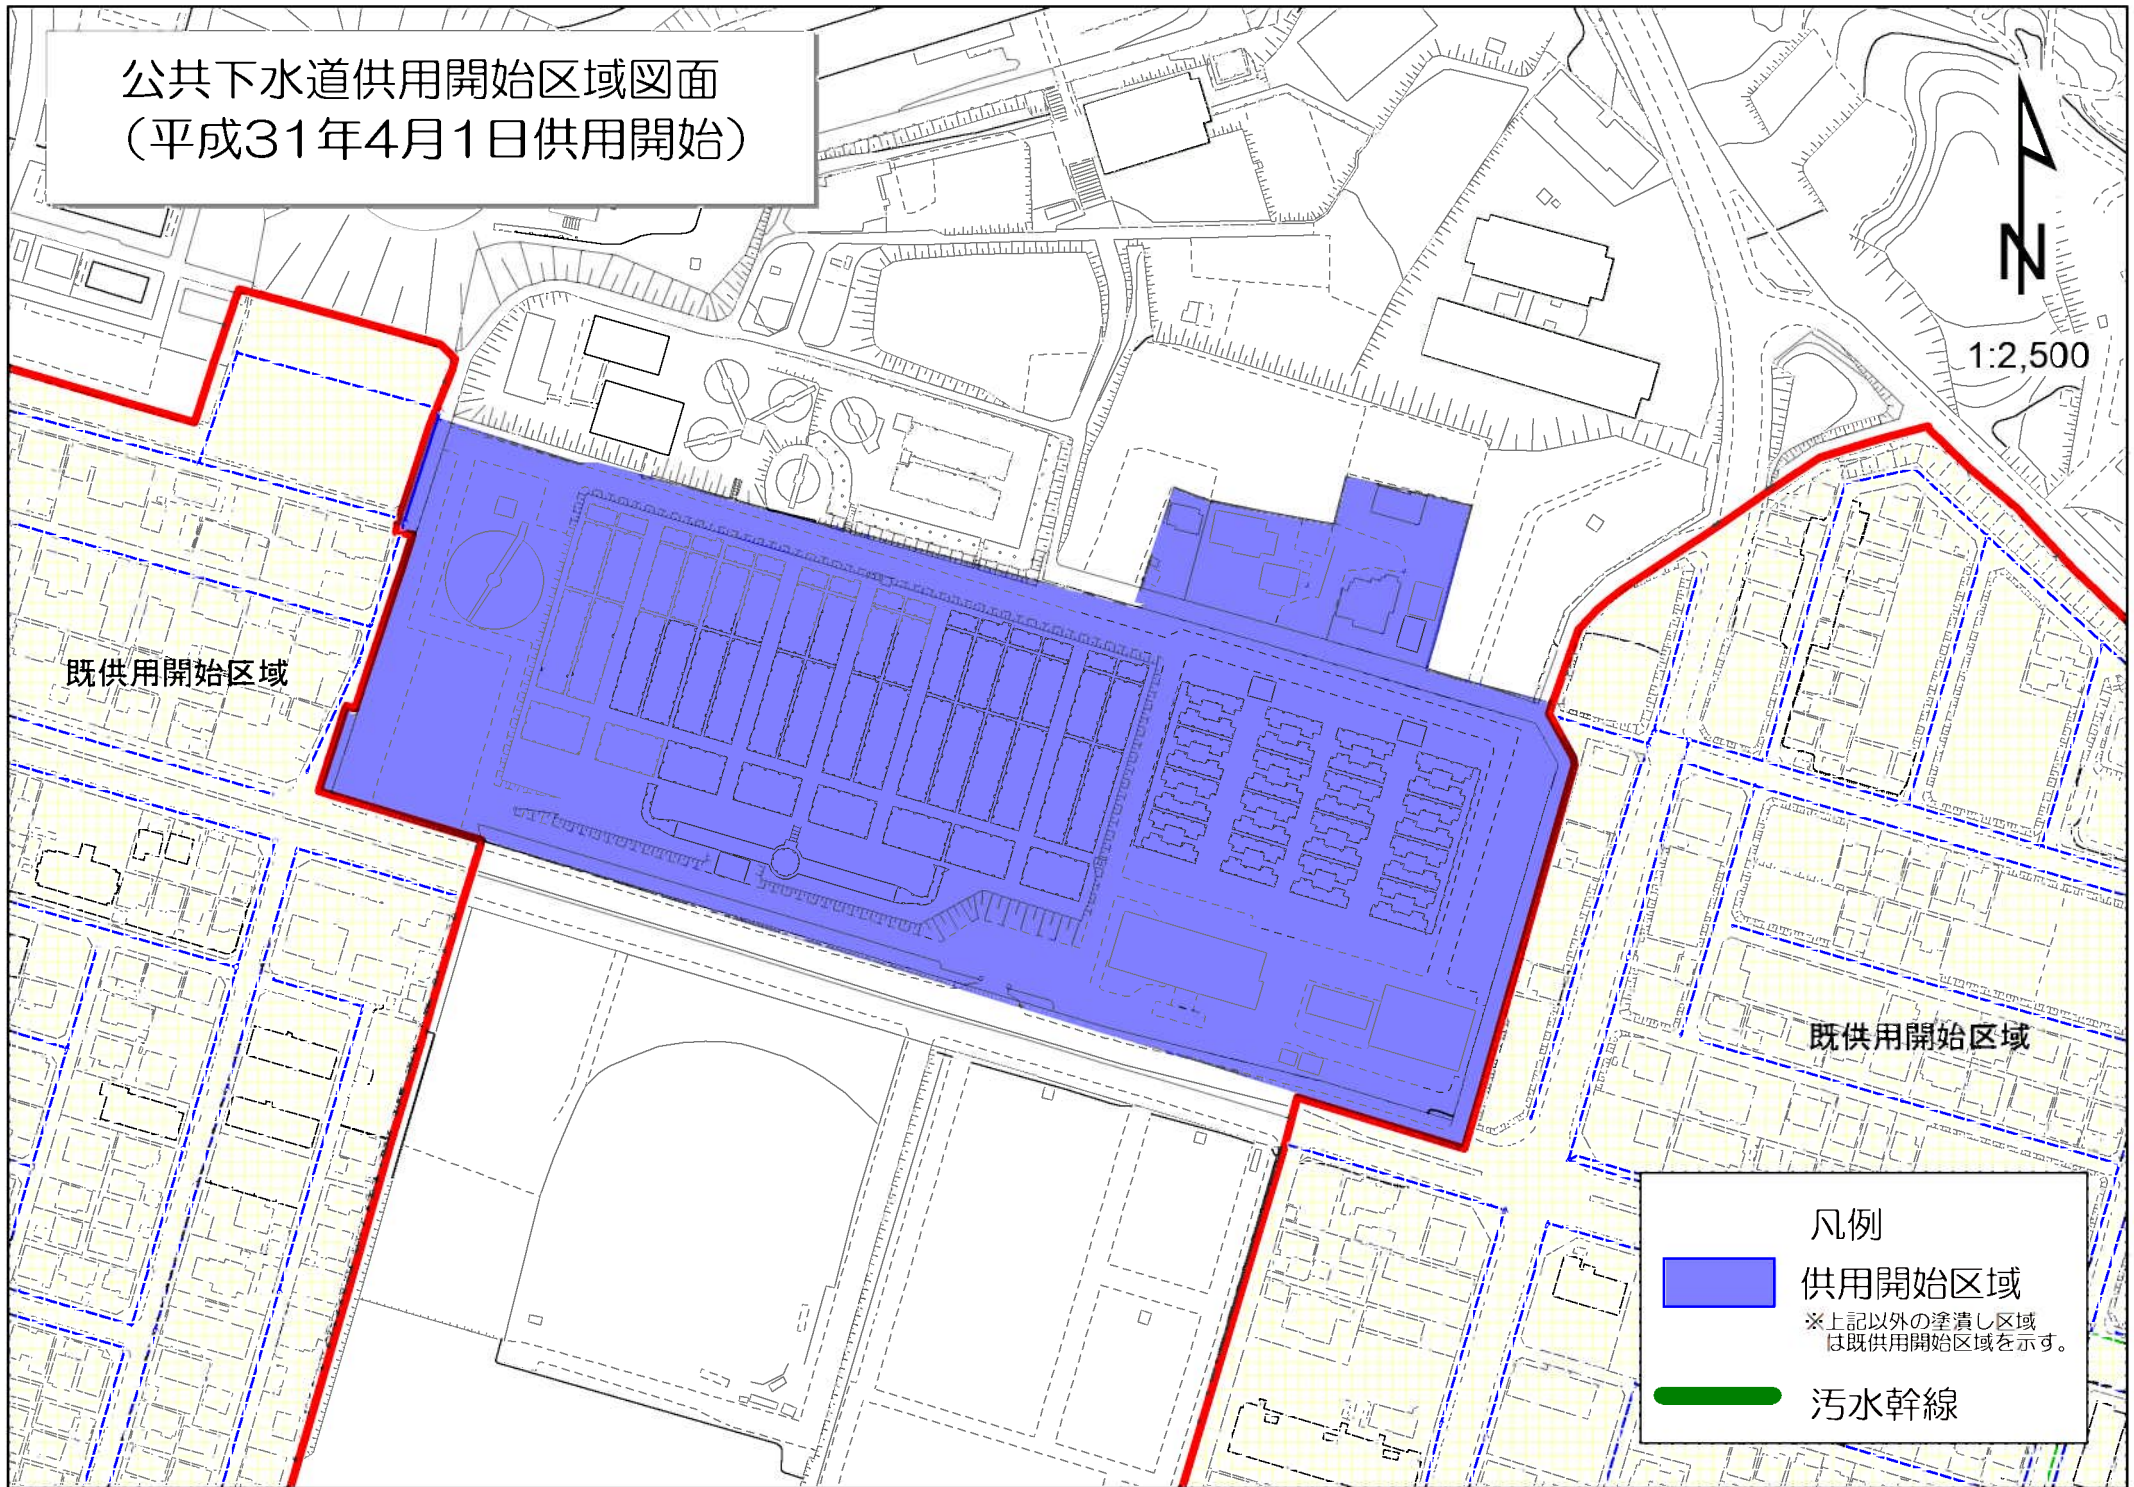 公共下水道供用開始区域図面
（平成31年4月1日供用開始）
N
1:2,500
既供用開始区域
既供用開始区域
凡例
供用開始区域
※上記以外の塗潰し区域
は既供用開始区域を示す。
汚水幹線